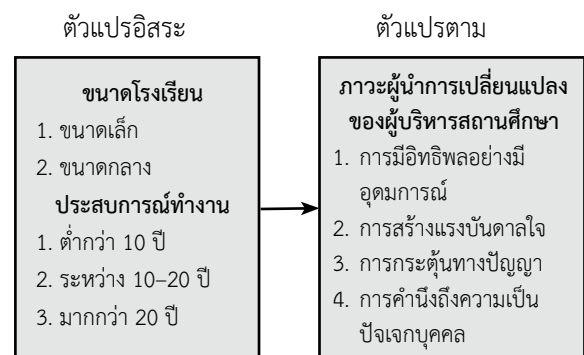 ตัวแปรอิสระ
ขนาดโรงเรียน
1. ขนาดเล็ก
2. ขนาดกลาง
ประสบการณ์ทำงาน
1. ต่ำกว่า 10 ปี
2. ระหว่าง 10–20 ปี
3. มากกว่า 20 ปี
ตัวแปรตาม
ภาวะผู้นำการเปลี่ยนแปลง
ของผู้บริหารสถานศึกษา
1. การมีอิทธิพลอย่างมี
อุดมการณ์
2. การสร้างแรงบันดาลใจ
3. การกระตุ้นทางปัญญา
4. การคำนึงถึงความเป็น
ปัจเจกบุคคล